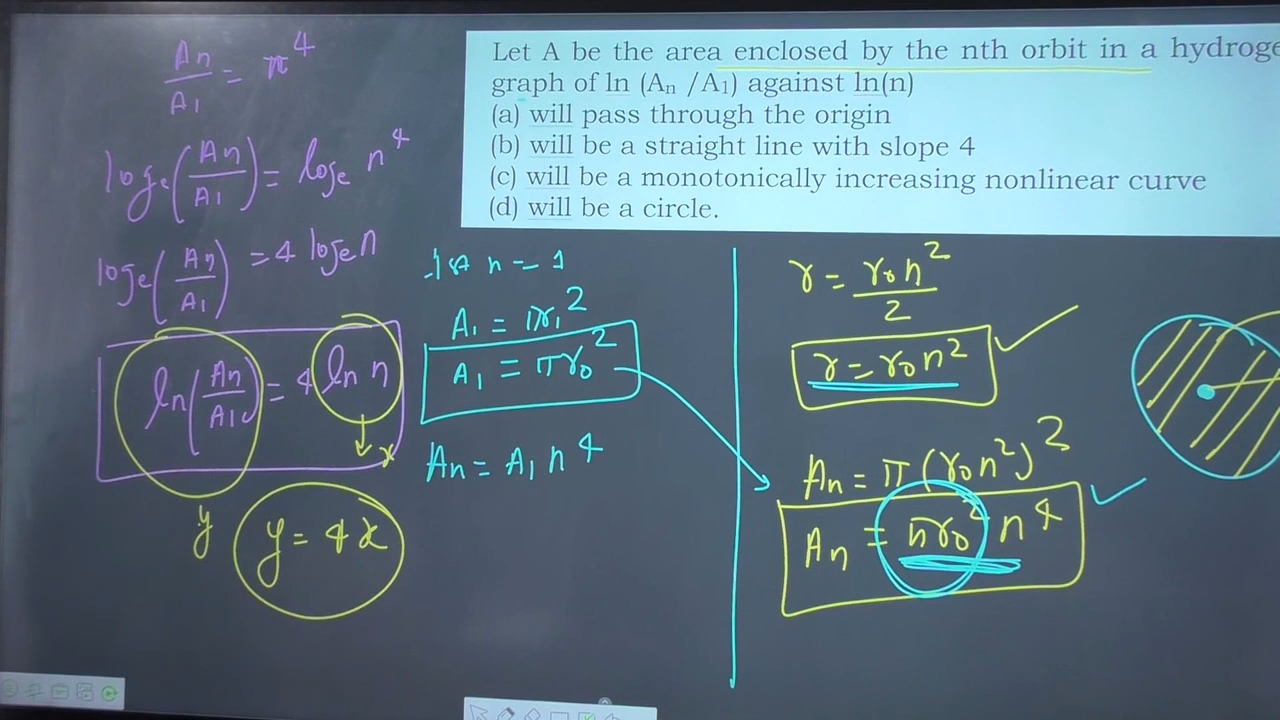 An/A1 = n^4
loge(An/A1) = loge n^4
loge(An/A1) = 4 loge n
ln(An/A1) = 4 ln n
x
y
y = 4x
Let A be the area enclosed by the nth orbit in a
graph of ln (An /A1) against ln(n)
(a) will pass through the origin
(b) will be a straight line with slope 4
(c) will be a monotonically increasing nonlinear curve
(d) will be a circle.
n = 1
A1 = πr1^2
A1 = πr0^2
An = A1 n^4
r = r0 n^2/2
r = r0 n^2
An = π(r0 n^2)^2
An = πr0^2 n^4